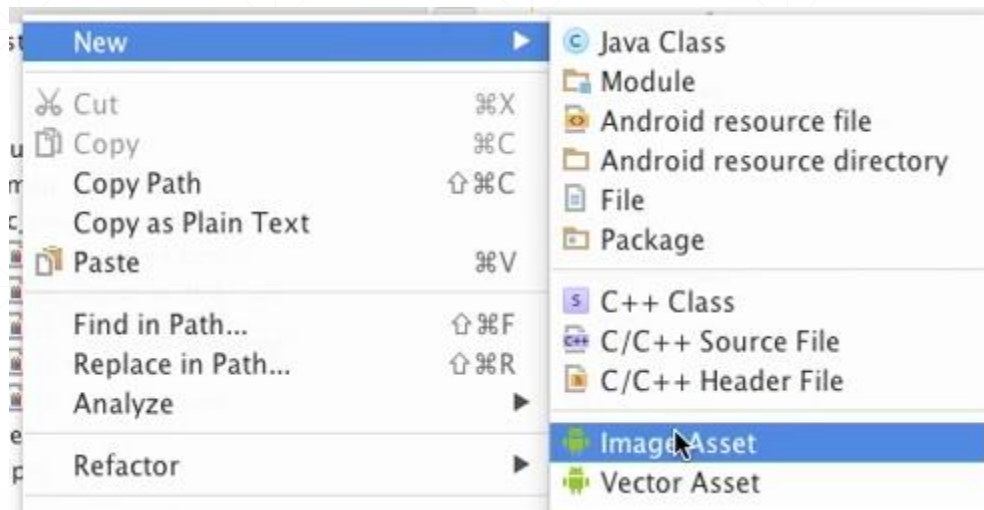 New
Cut ⌘X
Copy ⌘C
Copy Path ⇧⌘C
Copy as Plain Text
Paste ⌘V
Find in Path... ⇧⌘F
Replace in Path... ⇧⌘R
Analyze
Refactor
Java Class
Module
Android resource file
Android resource directory
File
Package
S C++ Class
C++ C/C++ Source File
C/C++ Header File
Image Asset
Vector Asset